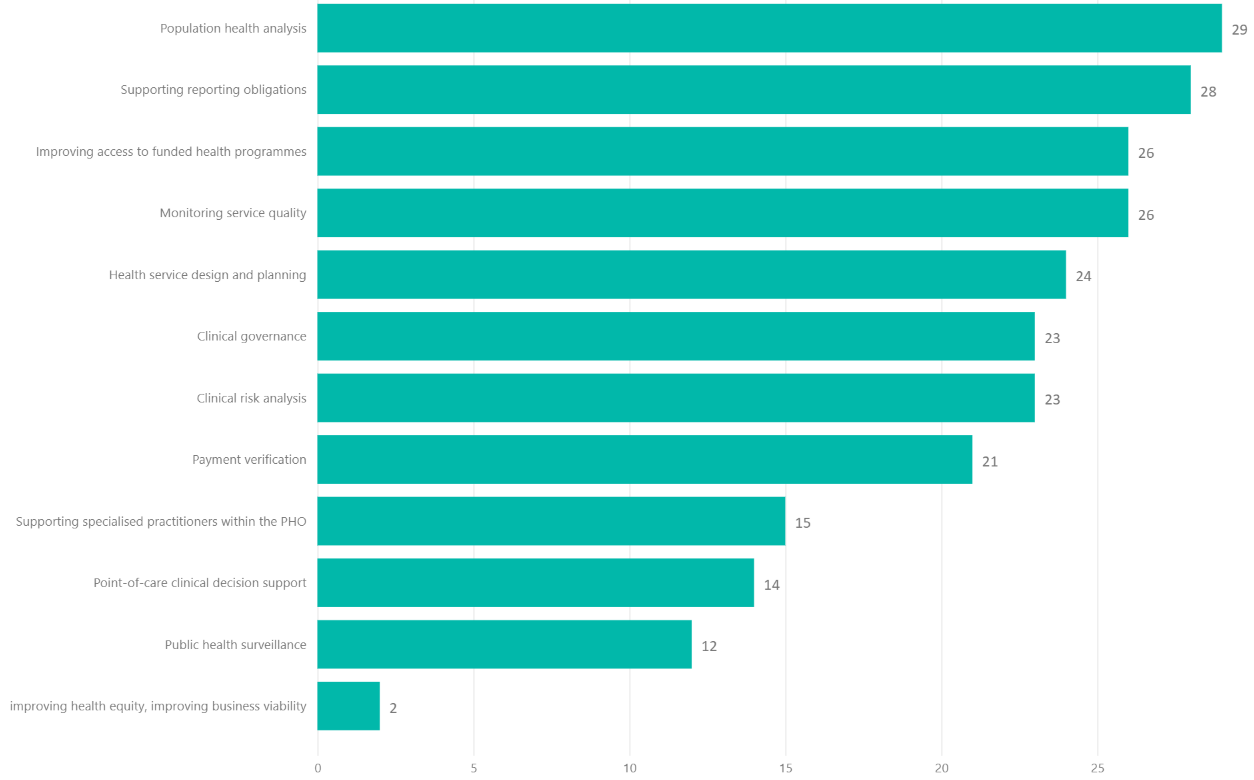 Population health analysis 29
Supporting reporting obligations 28
Improving access to funded health programmes 26
Monitoring service quality 26
Health service design and planning 24
Clinical governance 23
Clinical risk analysis 23
Payment verification 21
Supporting specialised practitioners within the PHO 15
Point-of-care clinical decision support 14
Public health surveillance 12
improving health equity, improving business viability 2
0 5 10 15 20 25